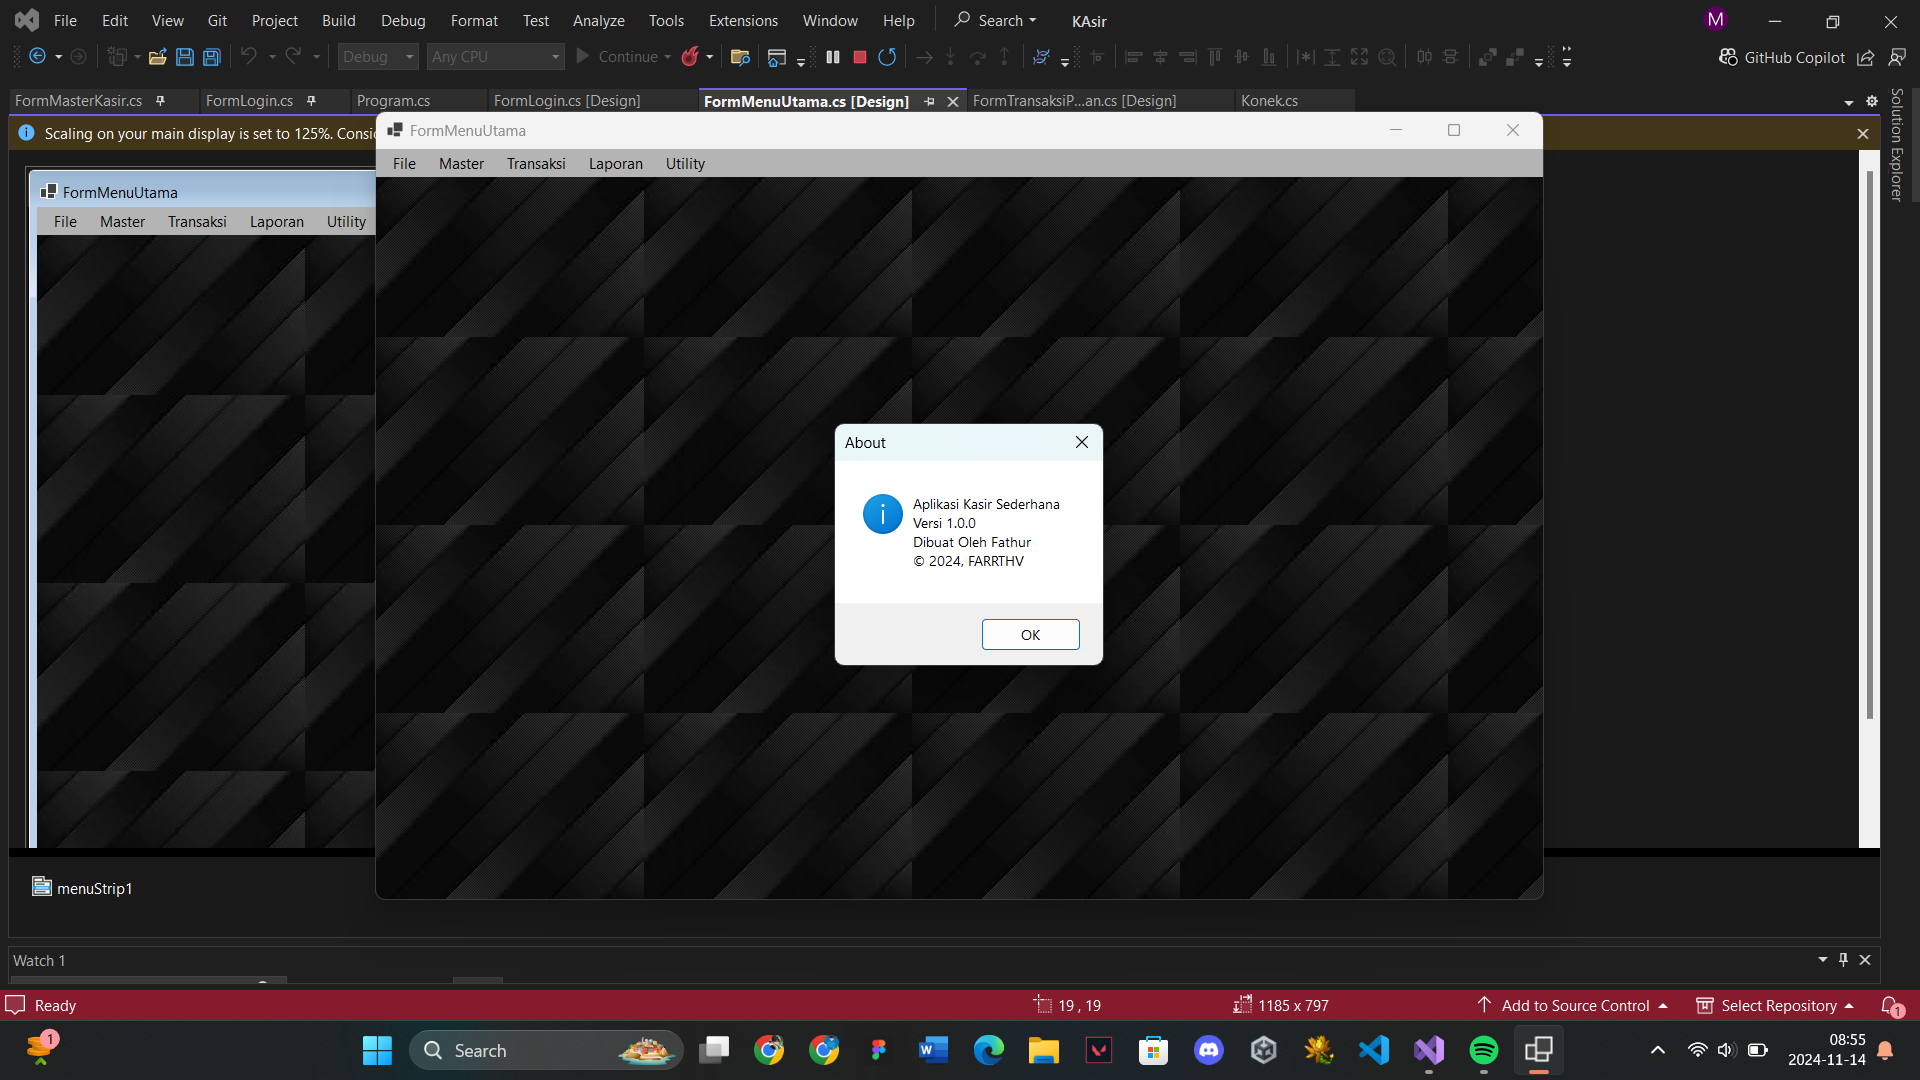 File Edit View Git Project Build Debug Format Test Analyze Tools Extensions Window Help Search KAsir M
Debug Any CPU Continue GitHub Copilot
FormMasterKasir.cs FormLogin.cs Program.cs FormLogin.cs [Design] FormMenuUtama.cs [Design] FormTransaksiP...an.cs [Design] Konek.cs
Solution Explorer
Scaling on your main display is set to 125%. Consi
FormMenuUtama
File Master Transaksi Laporan Utility
FormMenuUtama
File Master Transaksi Laporan Utility
About
Aplikasi Kasir Sederhana
Versi 1.0.0
Dibuat Oleh Fathur
© 2024, FARRTHV
OK
menuStrip1
Watch 1
Ready 19 , 19 1185 x 797 Add to Source Control Select Repository 1
1 Search 08:55
2024-11-14